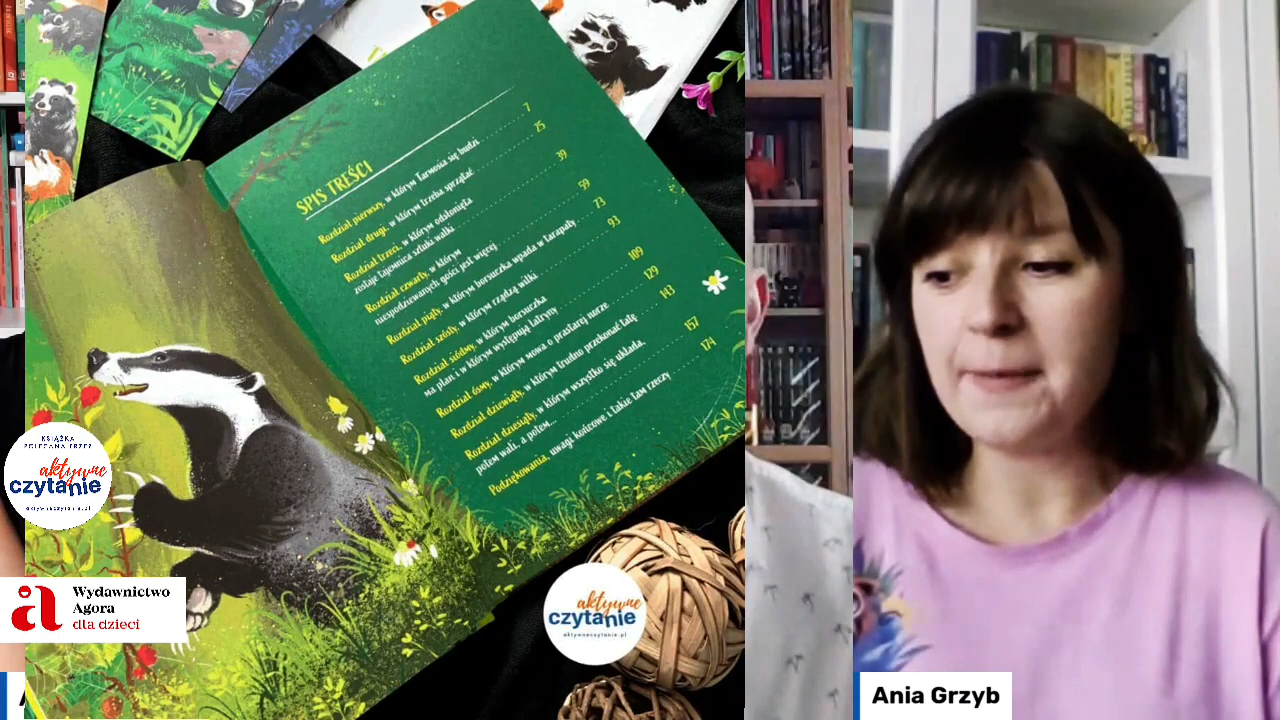 SPIS TREŚCI
Rozdział pierwszy, w którym Tarmosia się budzi 7
Rozdział drugi, w którym trzeba sprzątać 25
Rozdział trzeci, w którym odsłonięta
zostaje tajemnica sztuki walki 39
Rozdział czwarty, w którym
niespodziewanych gości jest więcej 59
Rozdział piąty, w którym borsuczka wpada w tarapaty 73
Rozdział szósty, w którym rządzą wilki 93
Rozdział siódmy, w którym borsuczka
ma plan i w którym występują latryny 109
Rozdział ósmy, w którym mowa o prastarej norze 129
Rozdział dziewiąty, w którym trudno przekonać tatę 143
Rozdział dziesiąty, w którym wszystko się układa,
potem wali, a potem... 157
Podziękowania, uwagi końcowe i takie tam rzeczy 174
KSIĄŻKA
POLECANA PRZEZ
aktywne
czytanie
aktywneczytanie.pl
Wydawnictwo
Agora
dla dzieci
aktywne
czytanie
aktywneczytanie.pl
Ania Grzyb